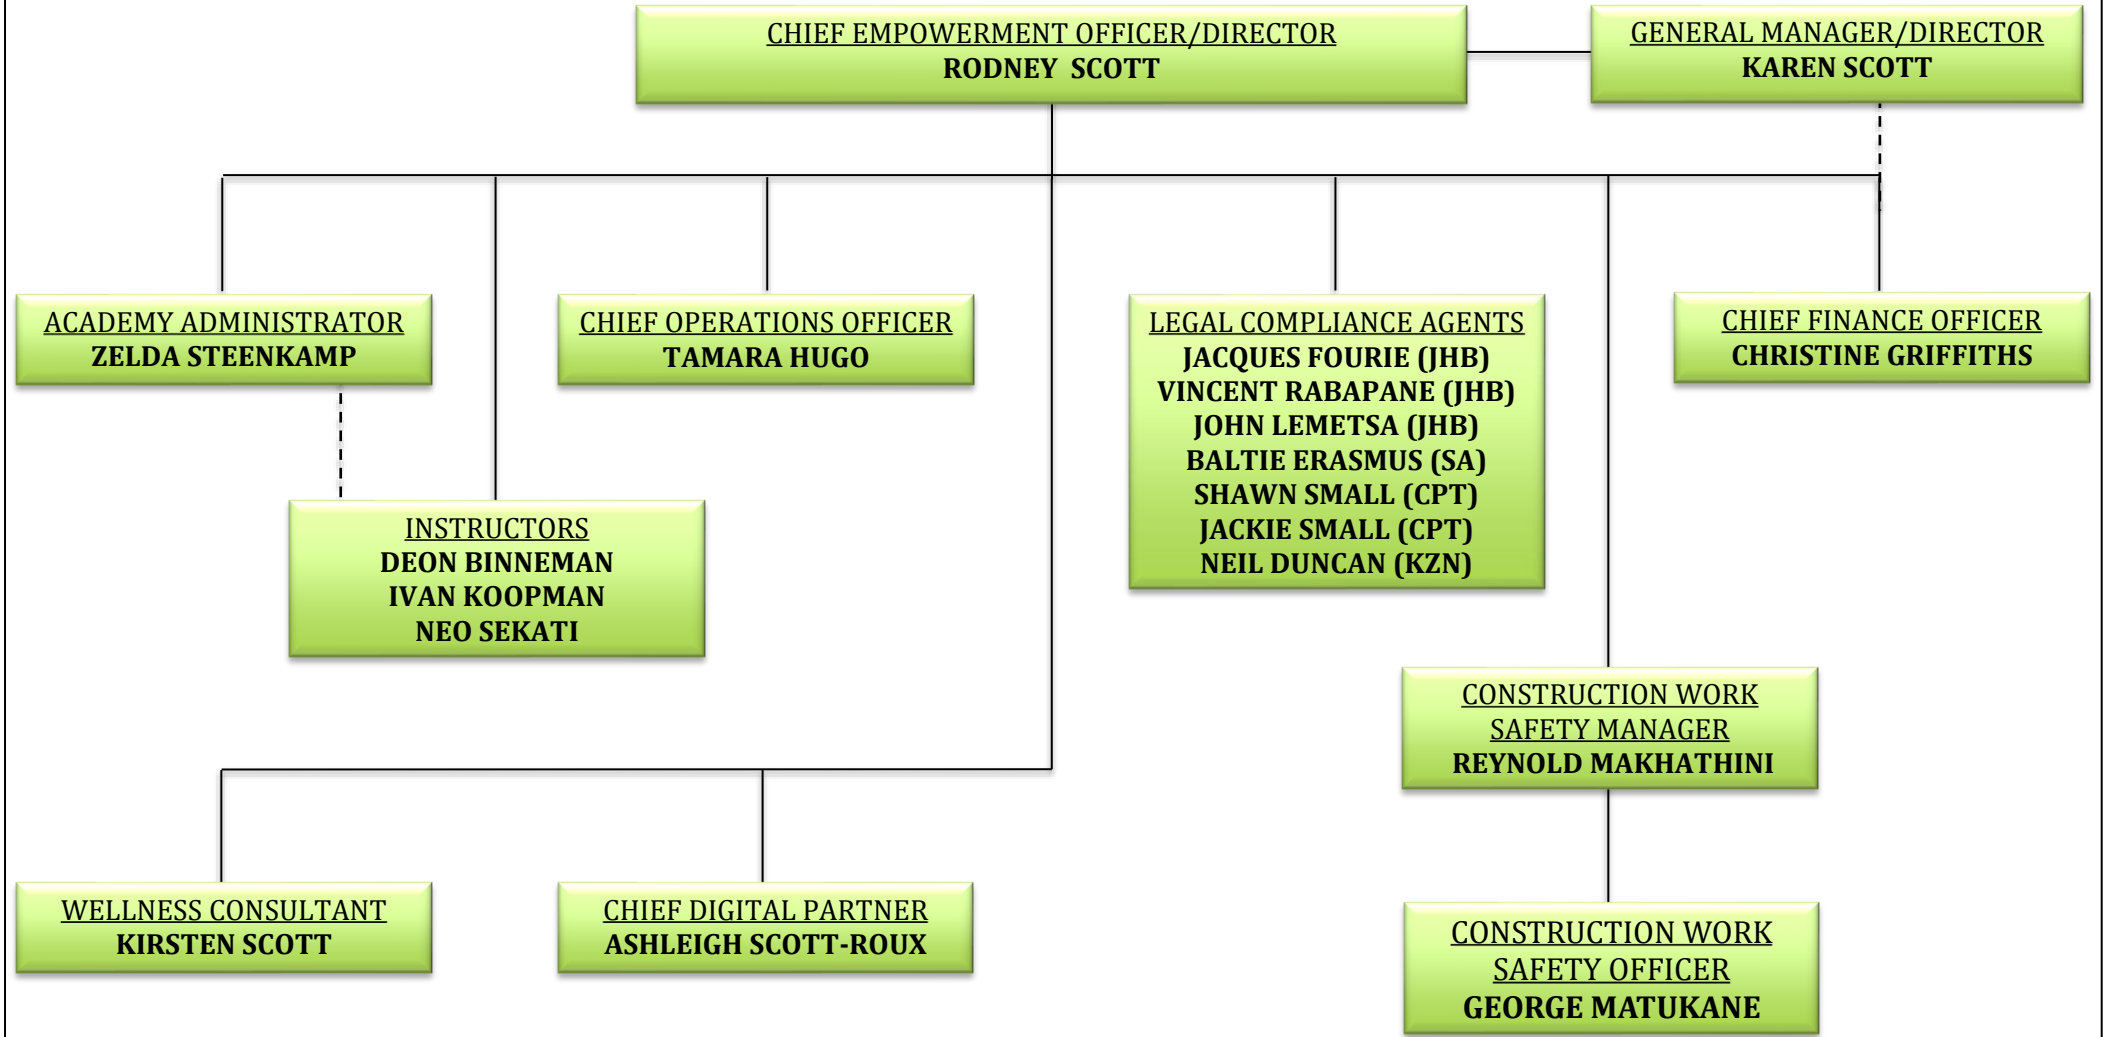 CHIEF EMPOWERMENT OFFICER/DIRECTOR
RODNEY SCOTT
GENERAL MANAGER/DIRECTOR
KAREN SCOTT
ACADEMY ADMINISTRATOR
ZELDA STEENKAMP
CHIEF OPERATIONS OFFICER
TAMARA HUGO
LEGAL COMPLIANCE AGENTS
JACQUES FOURIE (JHB)
VINCENT RABAPANE (JHB)
JOHN LEMETSA (JHB)
BALTIE ERASMUS (SA)
SHAWN SMALL (CPT)
JACKIE SMALL (CPT)
NEIL DUNCAN (KZN)
CHIEF FINANCE OFFICER
CHRISTINE GRIFFITHS
INSTRUCTORS
DEON BINNEMAN
IVAN KOOPMAN
NEO SEKATI
CONSTRUCTION WORK
SAFETY MANAGER
REYNOLD MAKHATHINI
WELLNESS CONSULTANT
KIRSTEN SCOTT
CHIEF DIGITAL PARTNER
ASHLEIGH SCOTT-ROUX
CONSTRUCTION WORK
SAFETY OFFICER
GEORGE MATUKANE